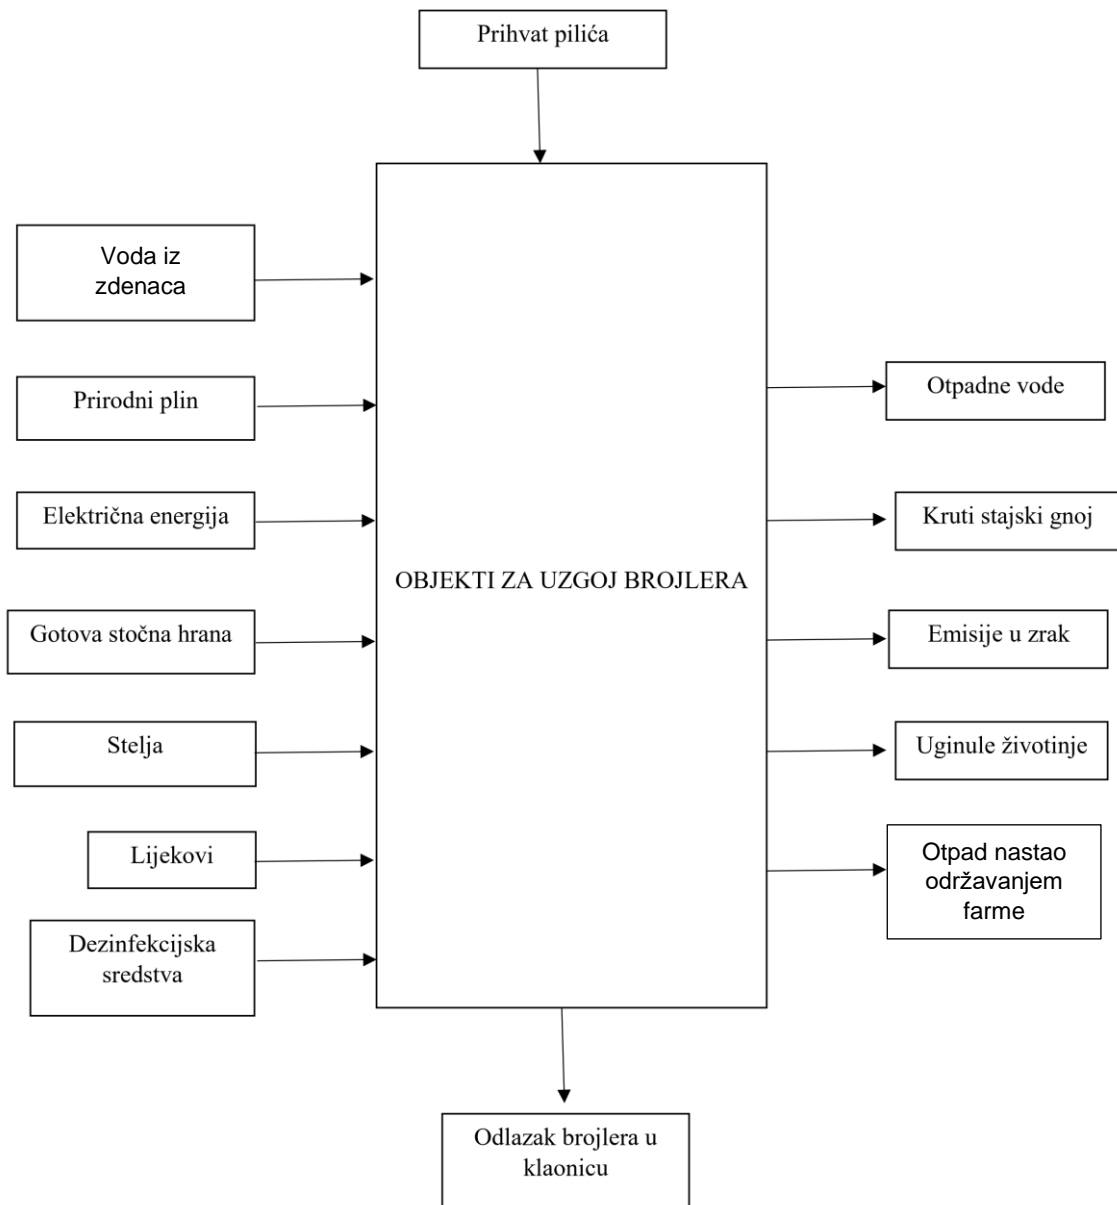 Prihvat pilića
Voda iz
zdenaca
Prirodni plin
Električna energija
Gotova stočna hrana
Stelja
Lijekovi
Dezinfekcijska
sredstva
OBJEKTI ZA UZGOJ BROJLERA
Otpadne vode
Kruti stajski gnoj
Emisije u zrak
Uginule životinje
Otpad nastao
održavanjem
farme
Odlazak brojlera u
klaonicu